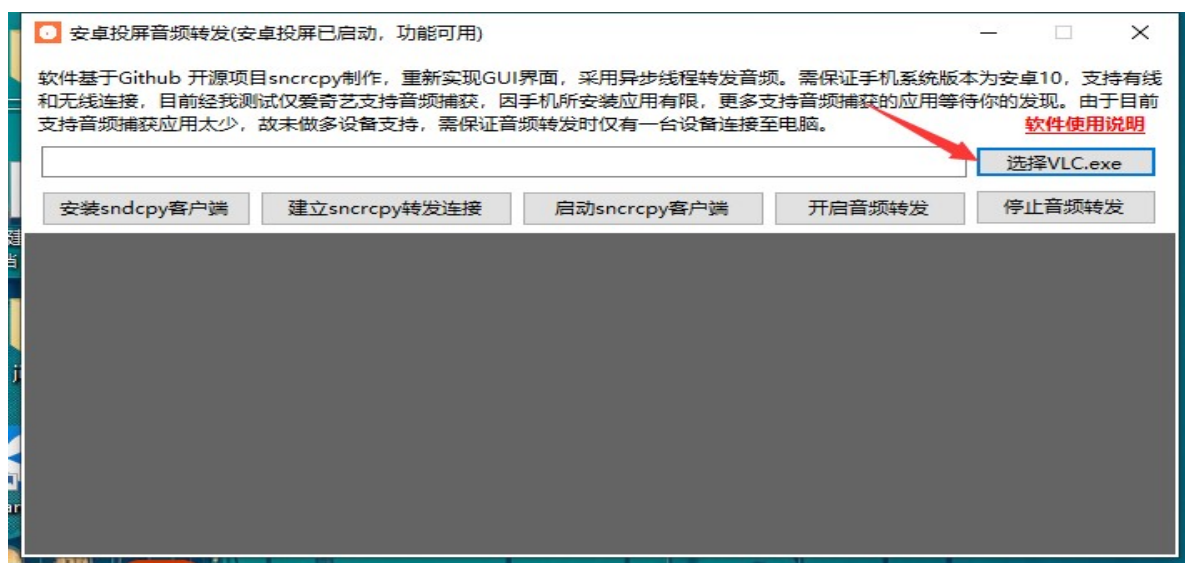 安卓投屏音频转发(安卓投屏已启动，功能可用)
软件基于Github 开源项目sncrcpy制作，重新实现GUI界面，采用异步线程转发音频。需保证手机系统版本为安卓10，支持有线
和无线连接，目前经我测试仅爱奇艺支持音频捕获，因手机所安装应用有限，更多支持音频捕获的应用等待你的发现。由于目前
支持音频捕获应用太少，故未做多设备支持，需保证音频转发时仅有一台设备连接至电脑。
软件使用说明
选择VLC.exe
安装sndcpy客户端 建立sncrcpy转发连接 启动sncrcpy客户端 开启音频转发 停止音频转发